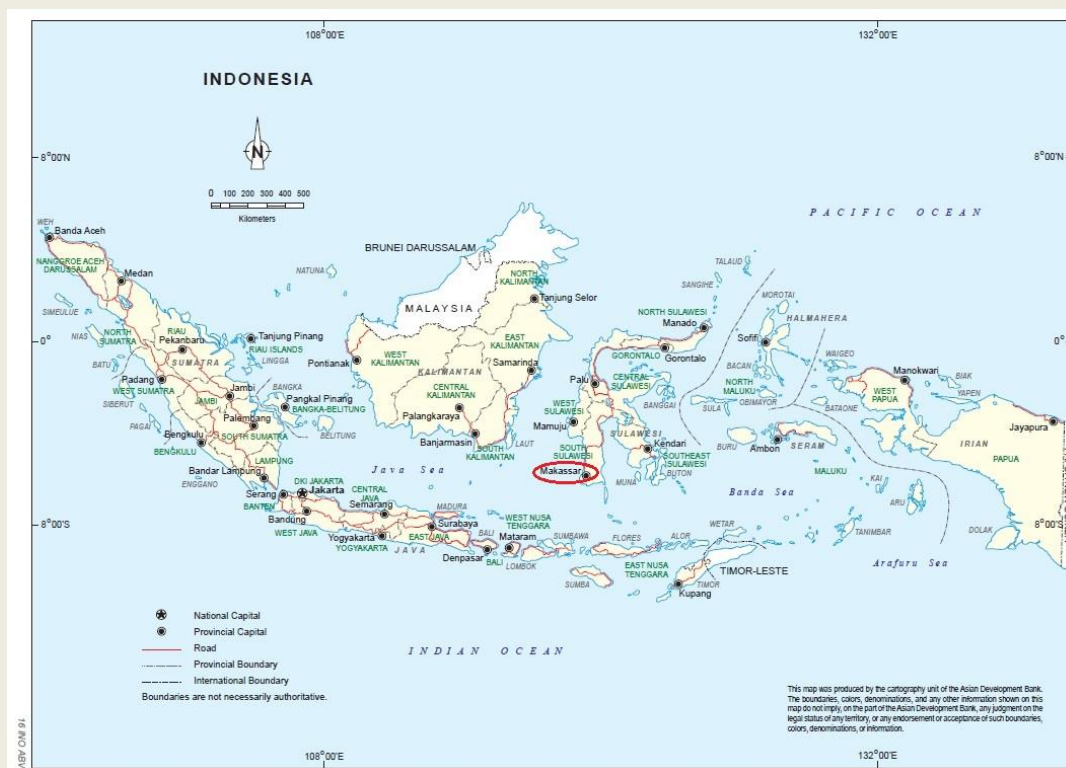 108°00'E
132°00'E
INDONESIA
N
8°00'N
8°00'N
0 100 200 300 400 500
Kilometers
PACIFIC OCEAN
WEH
Banda Aceh
BRUNEI DARUSSALAM
NANGGROE ACEH
DARUSSALAM
Medan
NATUNA
NORTH
KALIMANTAN
TALAUD
SANGIHE
MOROTAI
SIMEULUE
MALAYSIA
Tanjung Selor
NORTH SULAWESI
HALMAHERA
NIAS
NORTH
SUMATRA
RIAU
Pekanbaru
Tanjung Pinang
RIAU ISLANDS
EAST
KALIMANTAN
Manado
Sofif
0°
0°
SUMATRA
LINGGA
Pontianak
WEST
KALIMANTAN
GORONTALO
Gorontalo
WAIGEO
BATU
Padang
WEST SUMATRA
KALIMANTAN
Samarinda
Palu
CENTRAL
SULAWESI
BACAN
NORTH
MALUKU
Manokwari
BIAK
YAPEN
SIBERUT
JAMBI
Jambi
BANGKA
Pangkal Pinang
BANGKA-BELITUNG
CENTRAL
KALIMANTAN
Palangkaraya
WEST
SULAWESI
Mamuju
BANGGAI
SULA
OBIMAYOR
BATAONE
WEST
PAPUA
PAGAI
Palembang
SOUTH SUMATRA
BELITUNG
Banjarmasin
LAUT
SULAWESI
Kendari
BURU
Ambon
SERAM
IRIAN
Jayapura
Bengkulu
BENGKULU
LAMPUNG
SOUTH
KALIMANTAN
SOUTH
SULAWESI
SOUTHEAST
SULAWESI
PAPUA
Bandar Lampung
ENGGANO
Java Sea
Makassar
BUTON
MUNA
MALUKU
KAI
ARU
Banda Sea
DKI JAKARTA
Jakarta
Serang
BANTEN
CENTRAL
JAVA
Semarang
MADURA
Bandung
WEST JAVA
Surabaya
WEST NUSA
TENGGARA
WETAR
TANIMBAR
DOLAK
8°00'S
8°00'S
Yogyakarta
YOGYAKARTA
JAVA
EAST JAVA
BALI
Mataram
SUMBAWA
FLORES
ALOR
Denpasar
BALI
LOMBOK
SUMBA
EAST NUSA
TENGGARA
TIMOR
TIMOR-LESTE
Kupang
Arafuru Sea
INDIAN OCEAN
National Capital
Provincial Capital
Road
Provincial Boundary
International Boundary
Boundaries are not necessarily authoritative.
This map was produced by the cartography unit of the Asian Development Bank.
The boundaries, colors, denominations, and any other information shown on this
map do not imply, on the part of the Asian Development Bank, any judgment on the
legal status of any territory, or any endorsement or acceptance of such boundaries,
colors, denominations, or information.
16 INO ABV
108°00'E
132°00'E